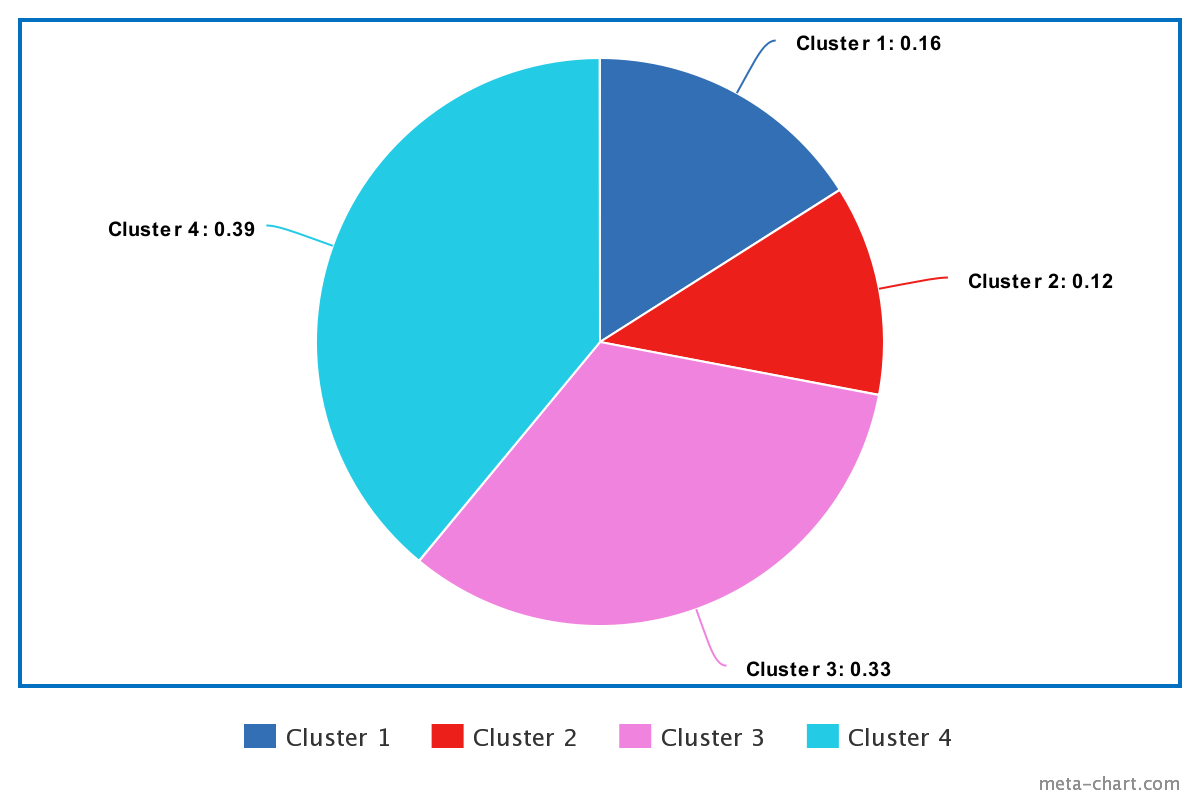 Cluster 1: 0.16
Cluster 4: 0.39
Cluster 2: 0.12
Cluster 3: 0.33
Cluster 1
Cluster 2
Cluster 3
Cluster 4
meta-chart.com